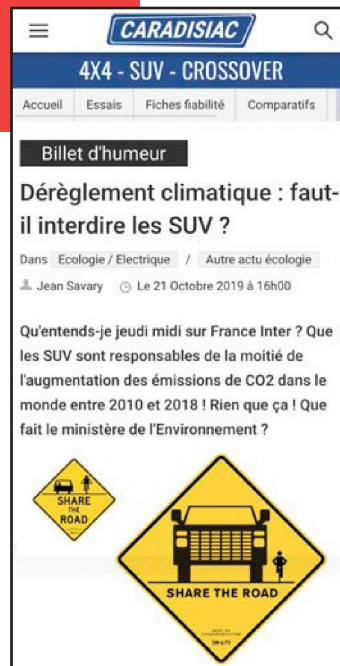 CARADISIAC
4X4 - SUV - CROSSOVER
Accueil Essais Fiches fiabilité Comparatifs
Billet d'humeur
Dérèglement climatique : faut-
il interdire les SUV ?
Dans Ecologie / Electrique / Autre actu écologie
Jean Savary Le 21 Octobre 2019 à 16h00
Qu'entends-je jeudi midi sur France Inter ? Que
les SUV sont responsables de la moitié de
l'augmentation des émissions de CO2 dans le
monde entre 2010 et 2018 ! Rien que ça ! Que
fait le ministère de l'Environnement ?
SHARE
THE
ROAD
SHARE THE ROAD